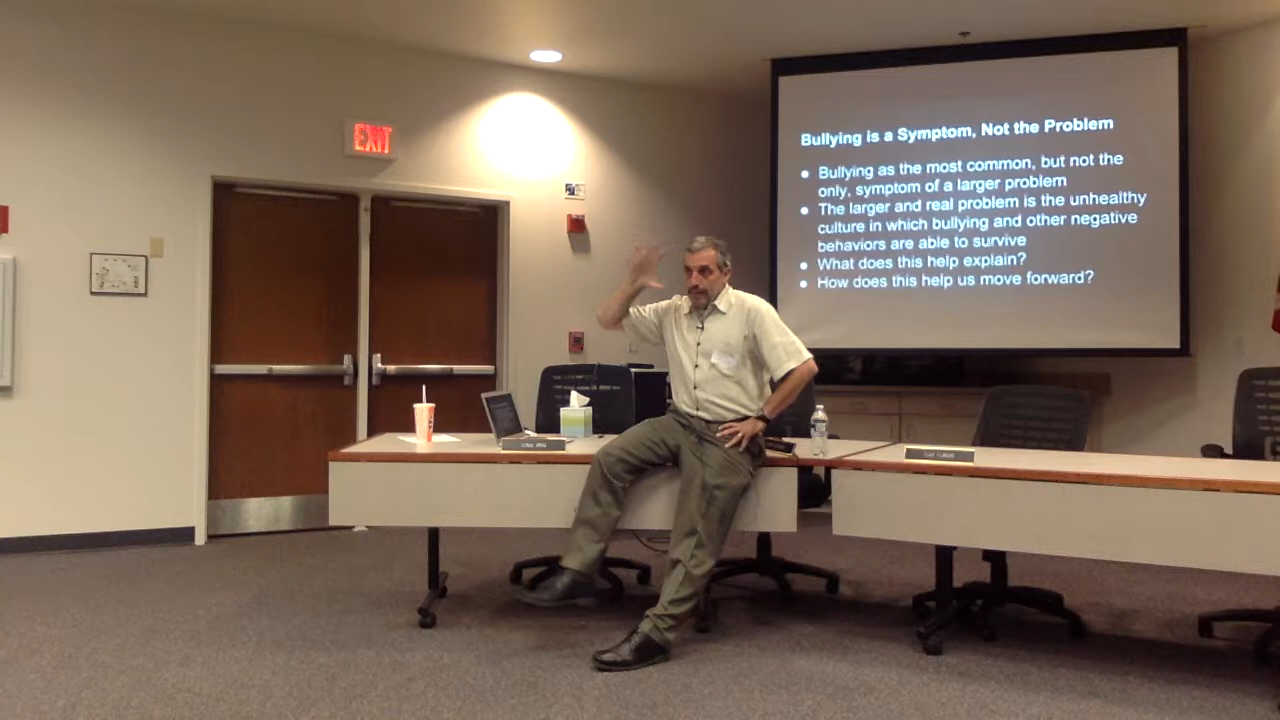 EXIT
Bullying is a Symptom, Not the Problem
● Bullying as the most common, but not the
only, symptom of a larger problem
● The larger and real problem is the unhealthy
culture in which bullying and other negative
behaviors are able to survive
● What does this help explain?
● How does this help us move forward?